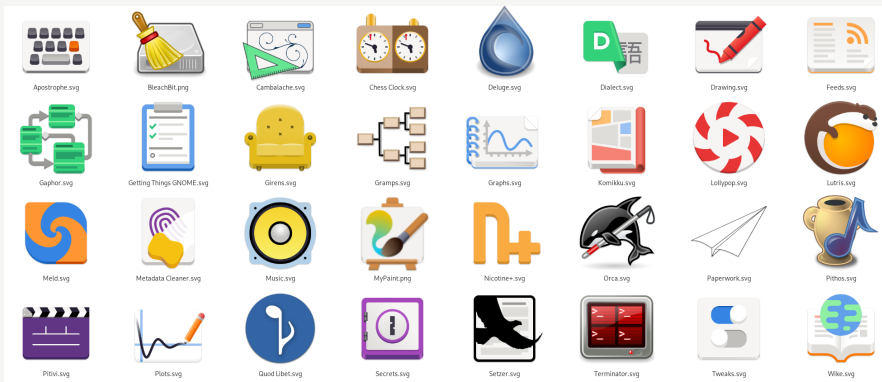 Apostrophe.svg
BleachBit.png
Cambalache.svg
Chess Clock.svg
Deluge.svg
D 語
Dialect.svg
Drawing.svg
Feeds.svg
Gaphor.svg
Getting Things GNOME.svg
Girens.svg
Gramps.svg
Graphs.svg
Komikku.svg
Lollypop.svg
Lutris.svg
Meld.svg
Metadata Cleaner.svg
Music.svg
MyPaint.png
n+
Nicotine+.svg
Orca.svg
Paperwork.svg
Pithos.svg
Pitivi.svg
Plots.svg
Quod Libet.svg
Secrets.svg
Setzer.svg
>_ >_
>_ >_
Terminator.svg
Tweaks.svg
Wike.svg